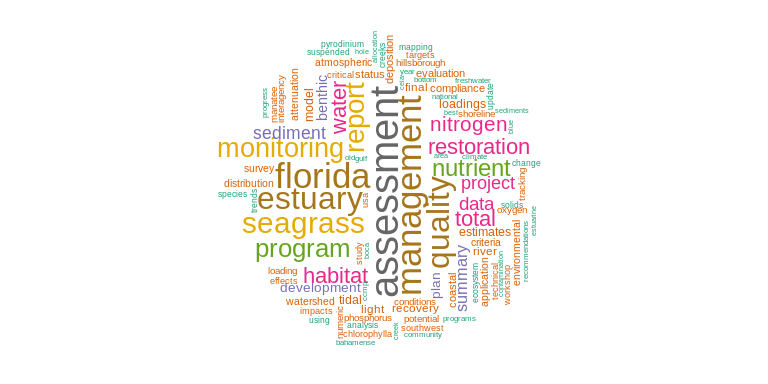 pyrodinium
suspended
hole
allocation
creeks
deposition
mapping
targets
atmospheric
hillsborough
critical
status
celay
year
evaluation
bottom
freshwater
progress
manatee
interagency
attenuation
model
benthic
water
report
final
compliance
national
loadings
update
best
sediments
shoreline
sediment
nitrogen
blue
monitoring
restoration
old
gulf
area
climate
change
survey
florida
assessment
management
quality
nutrient
distribution
project
tracking
species
trends
estuary
usa
data
solids
oxygen
seagrass
total
estuarine
estimates
program
study
boca
criteria
river
environmental
recommendations
loading
effects
habitat
ccmp
plan
coastal
summary
ecosystem
application
technical
contamination
workshop
development
watershed
tidal
conditions
impacts
light
recovery
using
numeric
phosphorus
potential
programs
analysis
southwest
chlorophylla
creek
community
bahamense